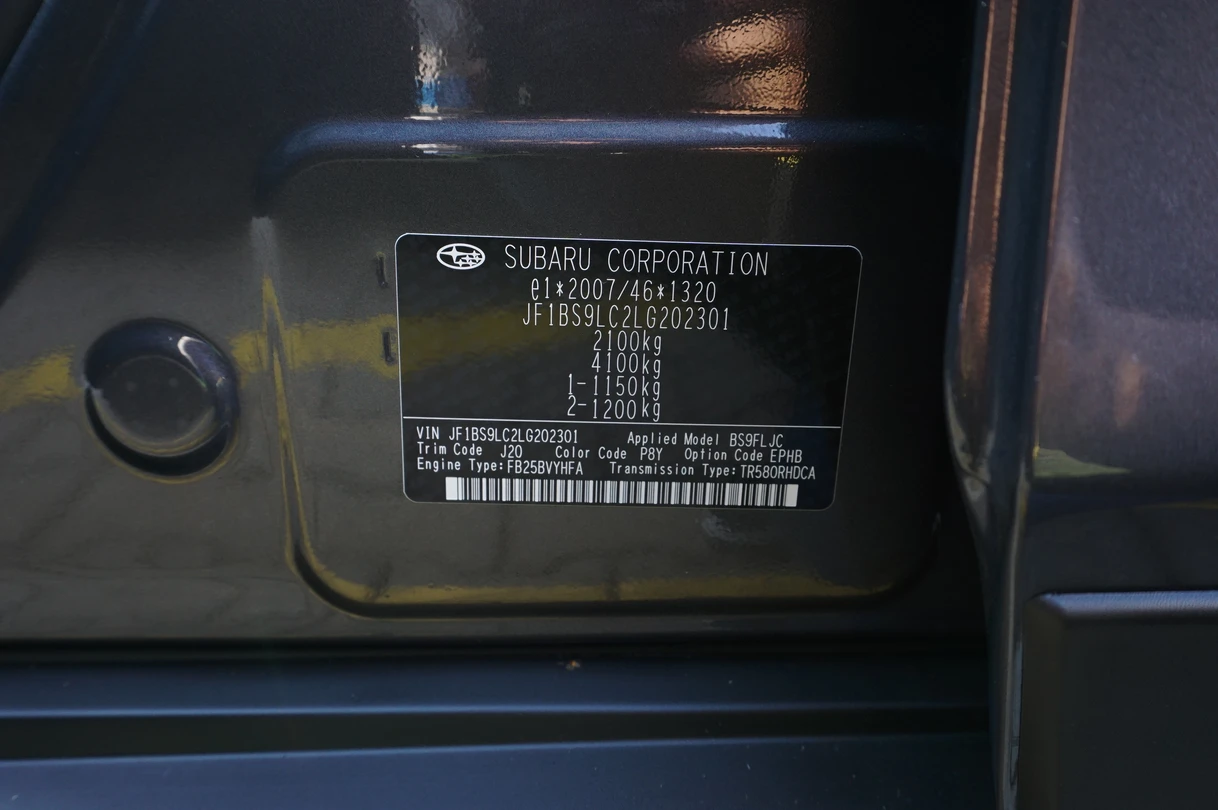 SUBARU CORPORATION
e1*2007/46*1320
JF1BS9LC2LG202301
2100kg
4100kg
1-1150kg
2-1200kg
VIN JF1BS9LC2LG202301 Applied Model BS9FLJC
Trim Code J20 Color Code P8Y Option Code EPHB
Engine Type:FB25BVYHFA Transmission Type:TR580RHDCA